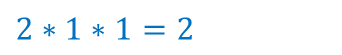 2 ∗ 1 ∗ 1 = 2